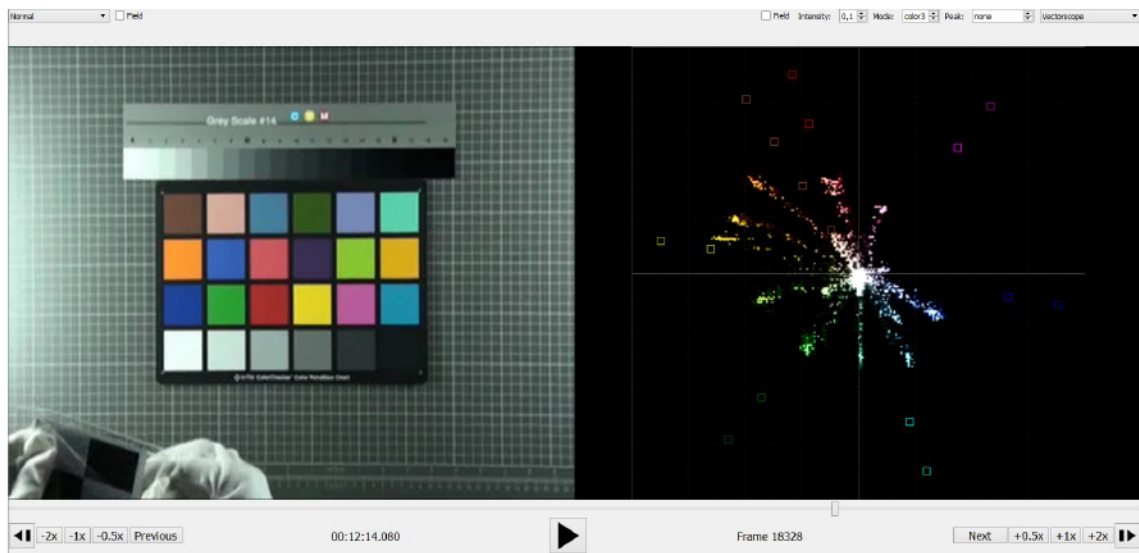 Normal Field Field Intensity: 0,1 Mode: color3 Peak: none Vectorscope
Grey Scale #14 C M
-2x -1x -0.5x Previous 00:12:14.080 Frame 18328 Next +0.5x +1x +2x